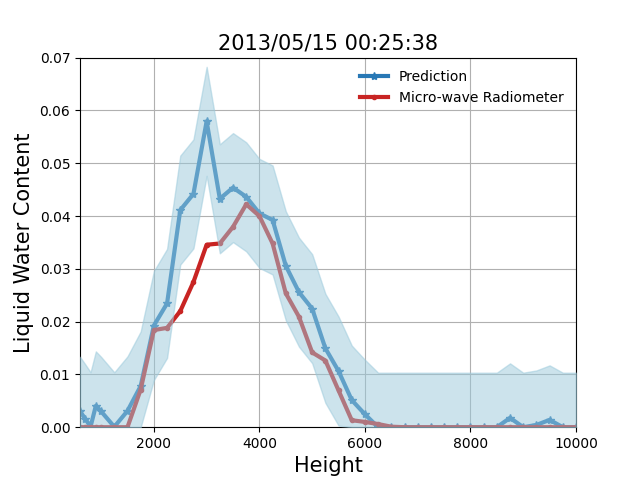 2013/05/15 00:25:38
Prediction
Micro-wave Radiometer
Liquid Water Content
0.07
0.06
0.05
0.04
0.03
0.02
0.01
0.00
2000 4000 6000 8000 10000
Height